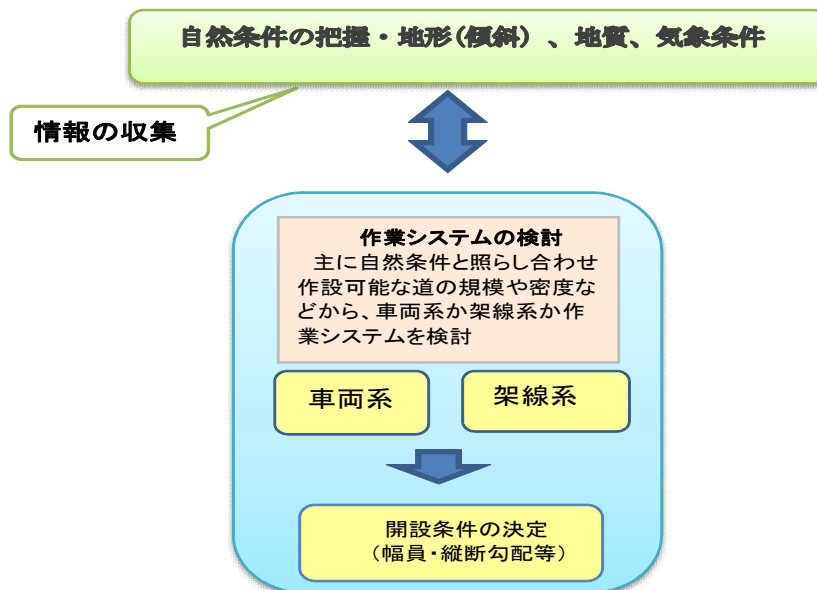 自然条件の把握・地形(傾斜)、地質、気象条件
情報の収集
作業システムの検討
主に自然条件と照らし合わせ
作設可能な道の規模や密度な
どから、車両系か架線系か作
業システムを検討
車両系
架線系
開設条件の決定
(幅員・縦断勾配等)